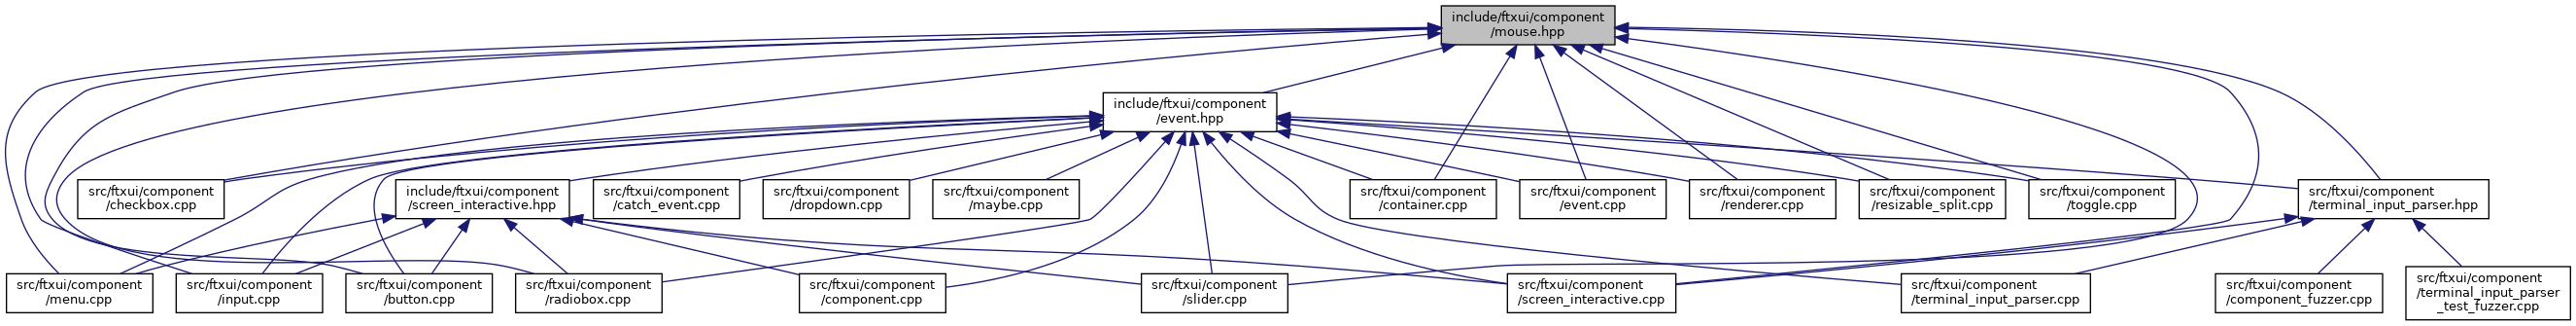 include/ftxui/component
/mouse.hpp
include/ftxui/component
/event.hpp
src/ftxui/component
/checkbox.cpp
include/ftxui/component
/screen_interactive.hpp
src/ftxui/component
/catch_event.cpp
src/ftxui/component
/dropdown.cpp
src/ftxui/component
/maybe.cpp
src/ftxui/component
/container.cpp
src/ftxui/component
/event.cpp
src/ftxui/component
/renderer.cpp
src/ftxui/component
/resizable_split.cpp
src/ftxui/component
/toggle.cpp
src/ftxui/component
/terminal_input_parser.hpp
src/ftxui/component
/menu.cpp
src/ftxui/component
/input.cpp
src/ftxui/component
/button.cpp
src/ftxui/component
/radiobox.cpp
src/ftxui/component
/component.cpp
src/ftxui/component
/slider.cpp
src/ftxui/component
/screen_interactive.cpp
src/ftxui/component
/terminal_input_parser.cpp
src/ftxui/component
/component_fuzzer.cpp
src/ftxui/component
/terminal_input_parser
_test_fuzzer.cpp